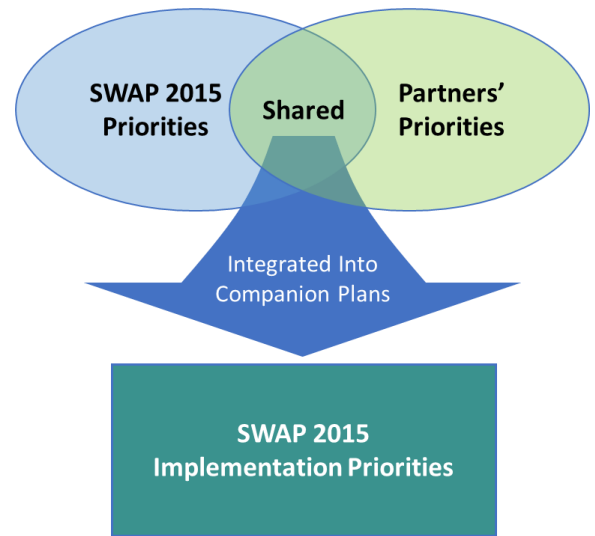 SWAP 2015
Priorities
Shared
Partners’
Priorities
Integrated Into
Companion Plans
SWAP 2015
Implementation Priorities